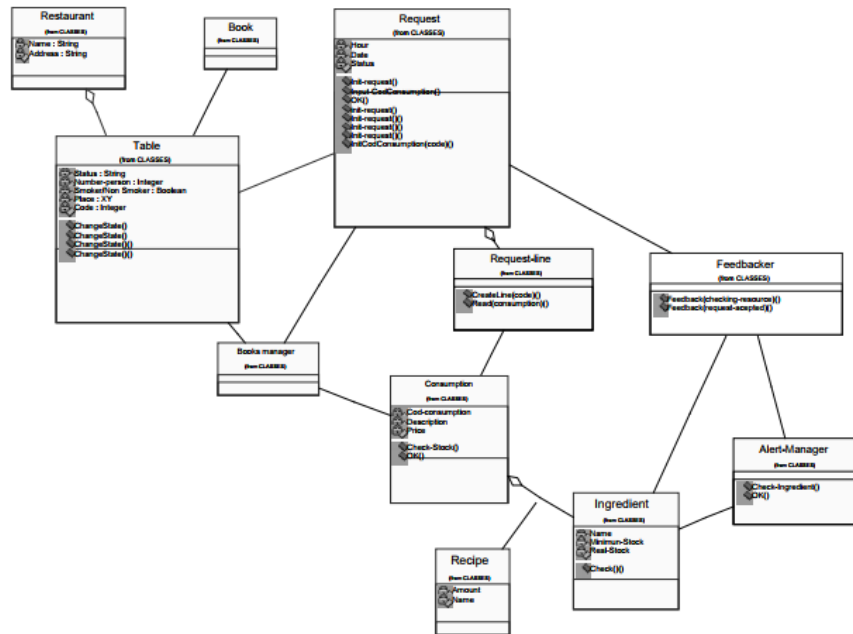 Restaurant
(from CLASSES)
Name : String
Address : String
Book
(from CLASSES)
Request
(from CLASSES)
Hour
Date
Status
Init-request()
Input-CodConsumption()
OK()
init-request()
Init-request()()
Init-request()()
Init-request()()
InitCodConsumption(code)()
Table
(from CLASSES)
Status : String
Number-person : Integer
Smoker/Non Smoker : Boolean
Place : XY
Code : Integer
ChangeState()
ChangeState()
ChangeState()()
ChangeState()()
Request-line
(from CLASSES)
CreateLine(code)()
Read(consumption)()
Feedbacker
(from CLASSES)
Feedback(checking-resource)()
Feedback(request-acepted)()
Books manager
(from CLASSES)
Consumption
(from CLASSES)
Cod-consumption
Description
Price
Check-Stock()
OK()
Alert-Manager
(from CLASSES)
Check-Ingredient()
OK()
Ingredient
(from CLASSES)
Name
Minimun-Stock
Real-Stock
Check()()
Recipe
(from CLASSES)
Amount
Name